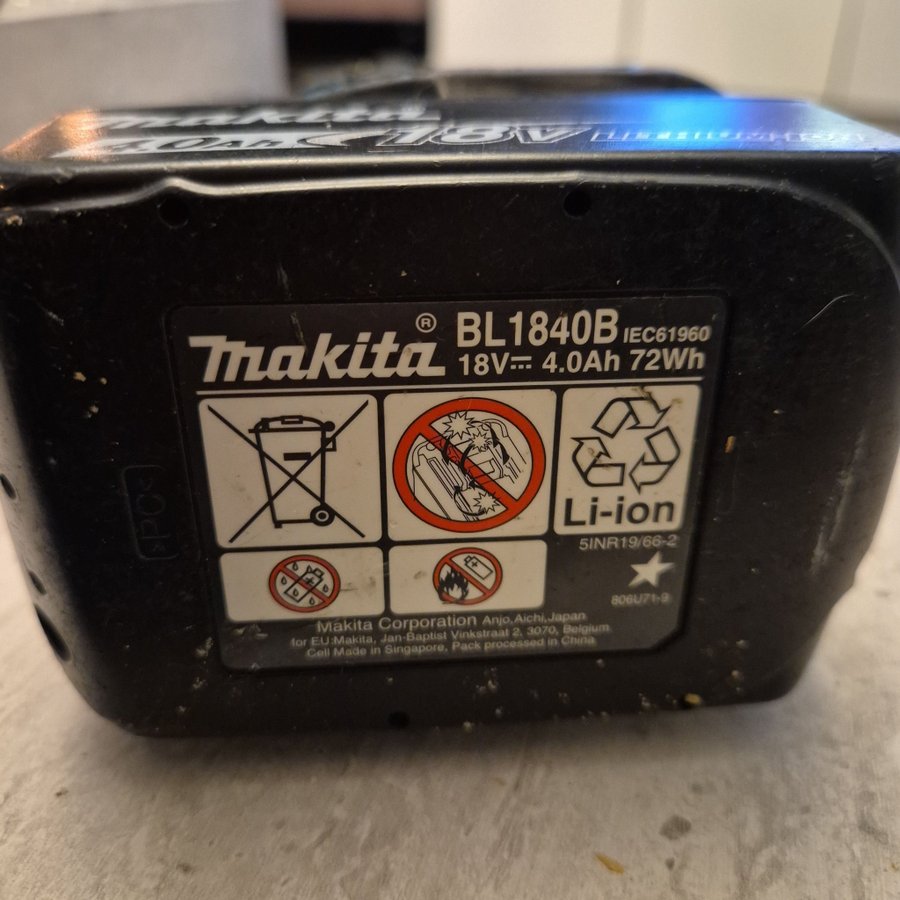 makita
4.0Ah 18V
makita® BL1840B IEC61960
18V⎓ 4.0Ah 72Wh
Li-ion
5INR19/66-2
806U71-9
Makita Corporation Anjo, Aichi, Japan
for EU:Makita, Jan-Baptist Vinkstraat 2, 3070, Belgium
Cell Made in Singapore, Pack processed in China